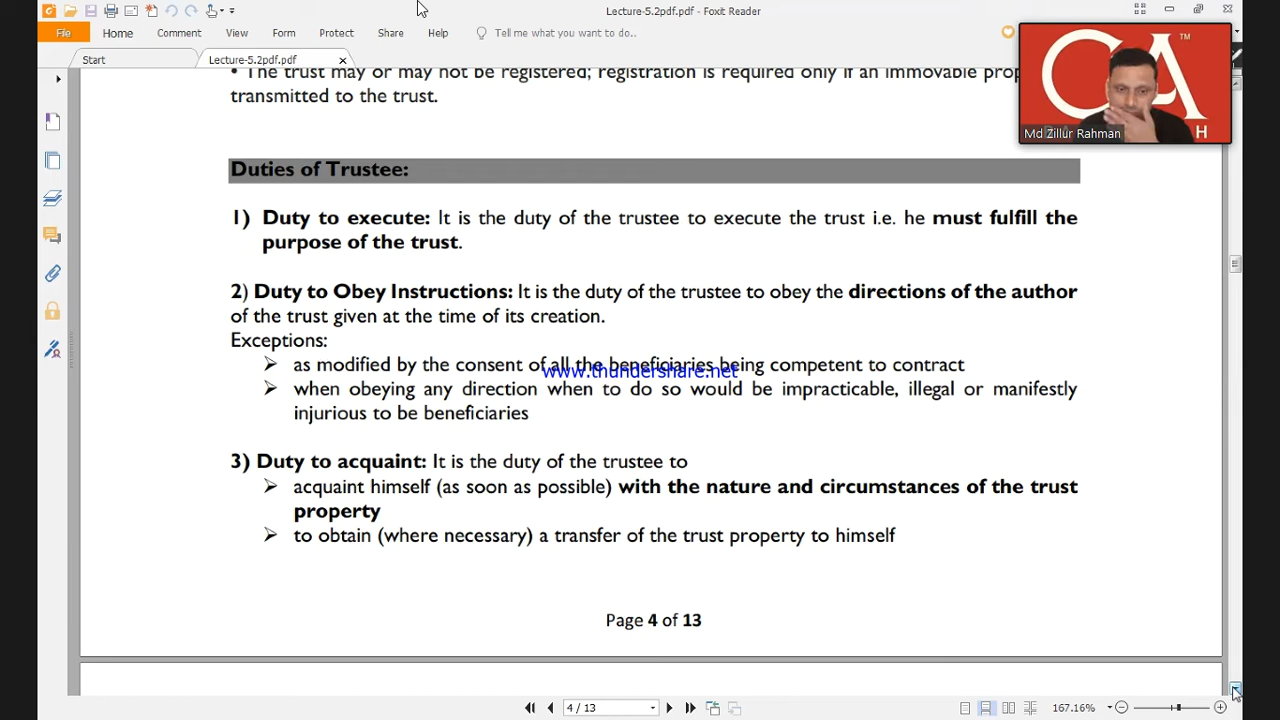 Lecture-5.2pdf.pdf - Foxit Reader
File Home Comment View Form Protect Share Help Tell me what you want to do..
Start Lecture-5.2pdf.pdf
• The trust may or may not be registered; registration is required only if an immovable
transmitted to the trust.
CA TM
H
Md Zillur Rahman
Duties of Trustee:
1) Duty to execute: It is the duty of the trustee to execute the trust i.e. he must fulfill the
purpose of the trust.
2) Duty to Obey Instructions: It is the duty of the trustee to obey the directions of the author
of the trust given at the time of its creation.
Exceptions:
➢ as modified by the consent of all the beneficiaries being competent to contract
www.thundershare.net
➢ when obeying any direction when to do so would be impracticable, illegal or manifestly
injurious to be beneficiaries
3) Duty to acquaint: It is the duty of the trustee to
➢ acquaint himself (as soon as possible) with the nature and circumstances of the trust
property
➢ to obtain (where necessary) a transfer of the trust property to himself
Page 4 of 13
4 / 13 167.16%